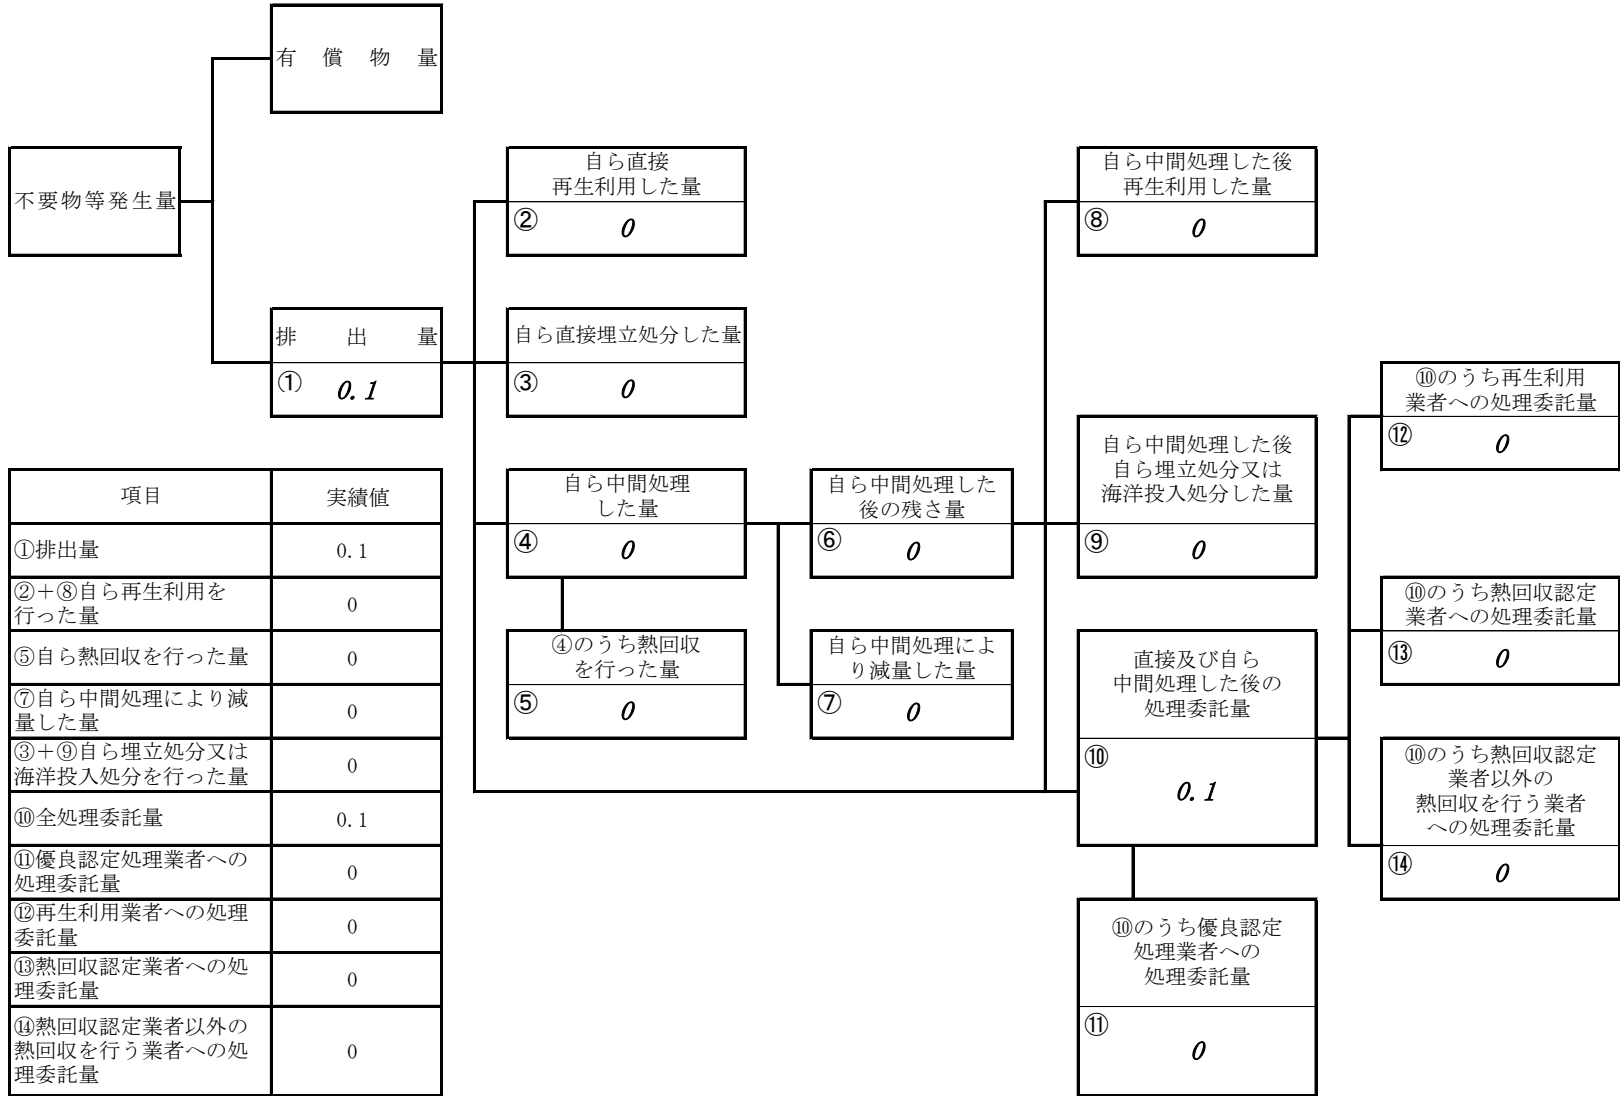 有償物量
不要物等発生量
排出量
① 0.1
自ら直接
再生利用した量
② 0
自ら直接埋立処分した量
③ 0
自ら中間処理
した量
④ 0
④のうち熱回収
を行った量
⑤ 0
自ら中間処理した
後の残さ量
⑥ 0
自ら中間処理によ
り減量した量
⑦ 0
自ら中間処理した後
再生利用した量
⑧ 0
自ら中間処理した後
自ら埋立処分又は
海洋投入処分した量
⑨ 0
直接及び自ら
中間処理した後の
処理委託量
⑩
0.1
⑩のうち優良認定
処理業者への
処理委託量
⑪
0
⑩のうち再生利用
業者への処理委託量
⑫ 0
⑩のうち熱回収認定
業者への処理委託量
⑬ 0
⑩のうち熱回収認定
業者以外の
熱回収を行う業者
への処理委託量
⑭ 0
項目 実績値
①排出量 0.1
②+⑧自ら再生利用を
行った量 0
⑤自ら熱回収を行った量 0
⑦自ら中間処理により減
量した量 0
③+⑨自ら埋立処分又は
海洋投入処分を行った量 0
⑩全処理委託量 0.1
⑪優良認定処理業者への
処理委託量 0
⑫再生利用業者への処理
委託量 0
⑬熱回収認定業者への処
理委託量 0
⑭熱回収認定業者以外の
熱回収を行う業者への処 0
理委託量